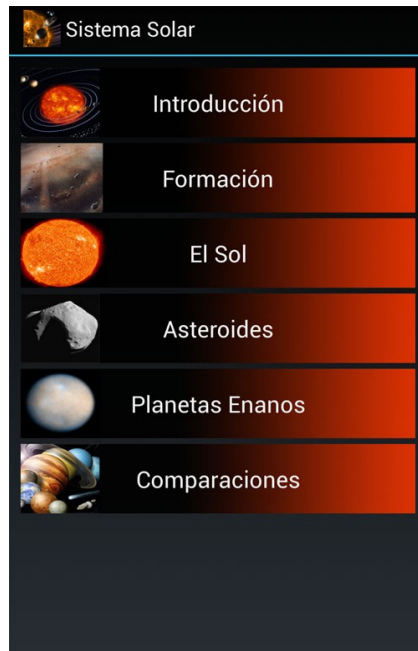 Sistema Solar
Introducción
Formación
El Sol
Asteroides
Planetas Enanos
Comparaciones